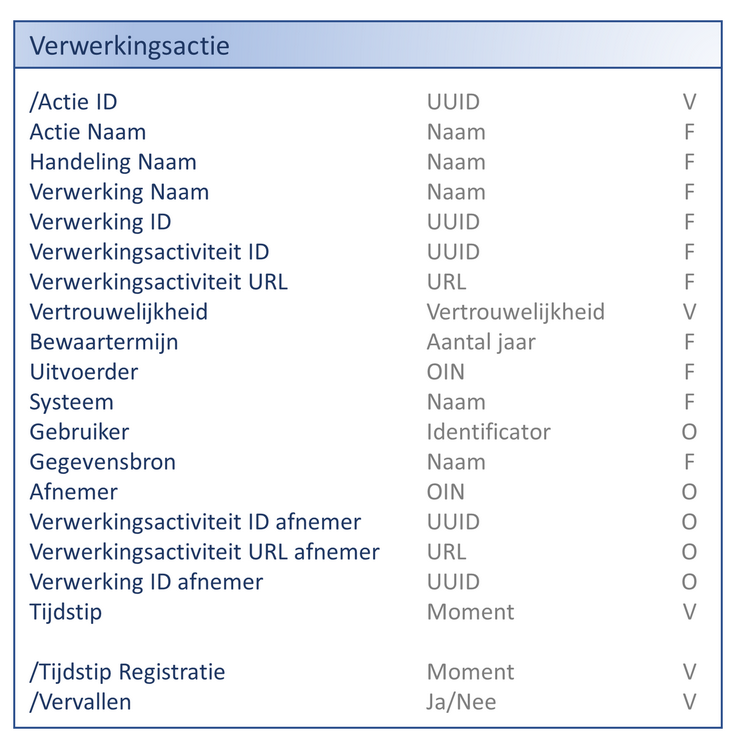 Verwerkingsactie
/Actie ID UUID V
Actie Naam Naam F
Handeling Naam Naam F
Verwerking Naam Naam F
Verwerking ID UUID F
Verwerkingsactiviteit ID UUID F
Verwerkingsactiviteit URL URL F
Vertrouwelijkheid Vertrouwelijkheid V
Bewaartermijn Aantal jaar F
Uitvoerder OIN F
Systeem Naam F
Gebruiker Identificator O
Gegevensbron Naam F
Afnemer OIN O
Verwerkingsactiviteit ID afnemer UUID O
Verwerkingsactiviteit URL afnemer URL O
Verwerking ID afnemer UUID O
Tijdstip Moment V
/Tijdstip Registratie Moment V
/Vervallen Ja/Nee V